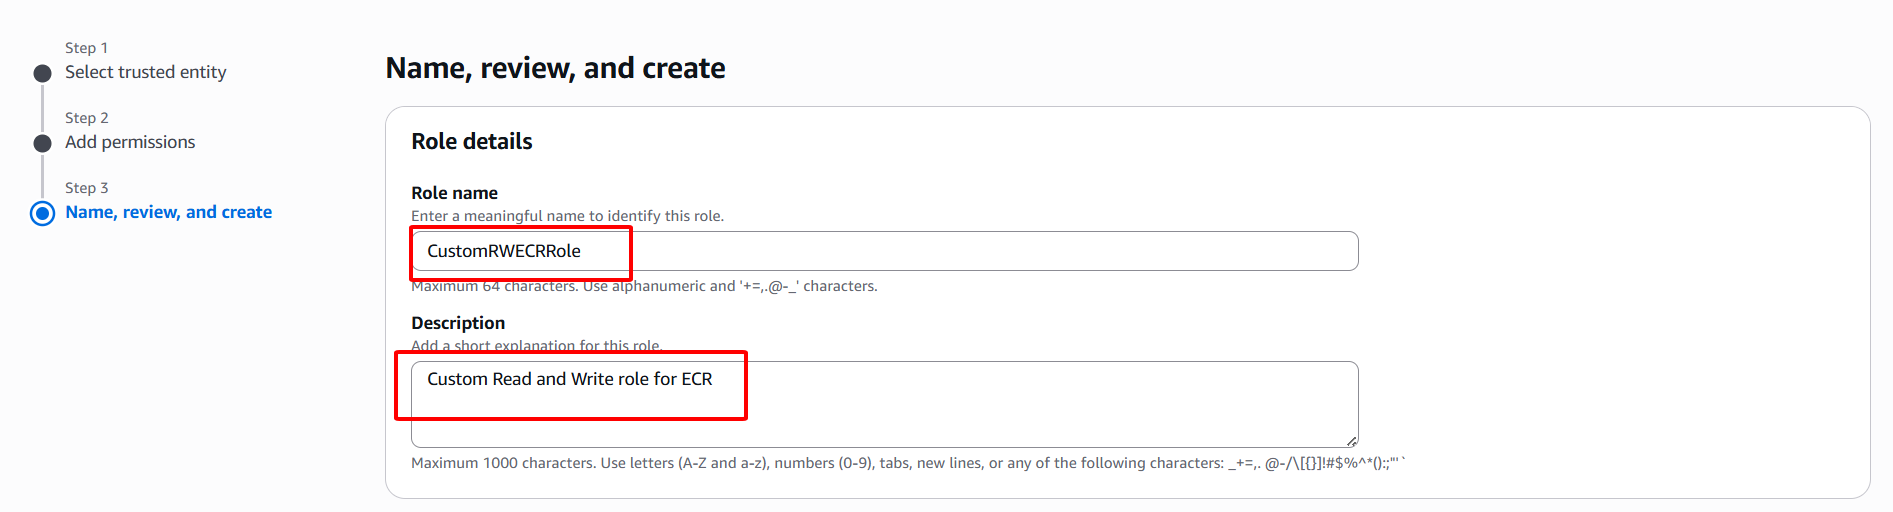 Step 1
Select trusted entity
Step 2
Add permissions
Step 3
Name, review, and create
Name, review, and create
Role details
Role name
Enter a meaningful name to identify this role.
CustomRWECRRole
Maximum 64 characters. Use alphanumeric and '+=,.@-_' characters.
Description
Add a short explanation for this role.
Custom Read and Write role for ECR
Maximum 1000 characters. Use letters (A-Z and a-z), numbers (0-9), tabs, new lines, or any of the following characters: _+=,. @-/\[{}]!#$%^*();:"'`